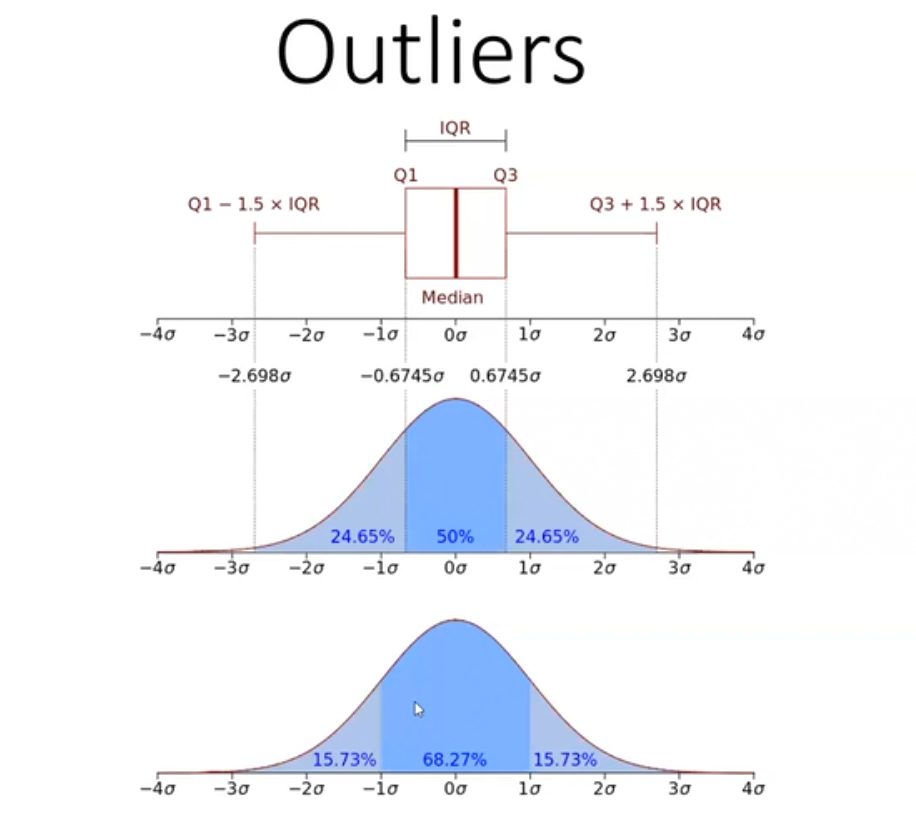 Outliers
IQR
Q1 Q3
Q1 − 1.5 × IQR Q3 + 1.5 × IQR
Median
−4σ −3σ −2σ −1σ 0σ 1σ 2σ 3σ 4σ
−2.698σ −0.6745σ 0.6745σ 2.698σ
24.65% 50% 24.65%
−4σ −3σ −2σ −1σ 0σ 1σ 2σ 3σ 4σ
15.73% 68.27% 15.73%
−4σ −3σ −2σ −1σ 0σ 1σ 2σ 3σ 4σ